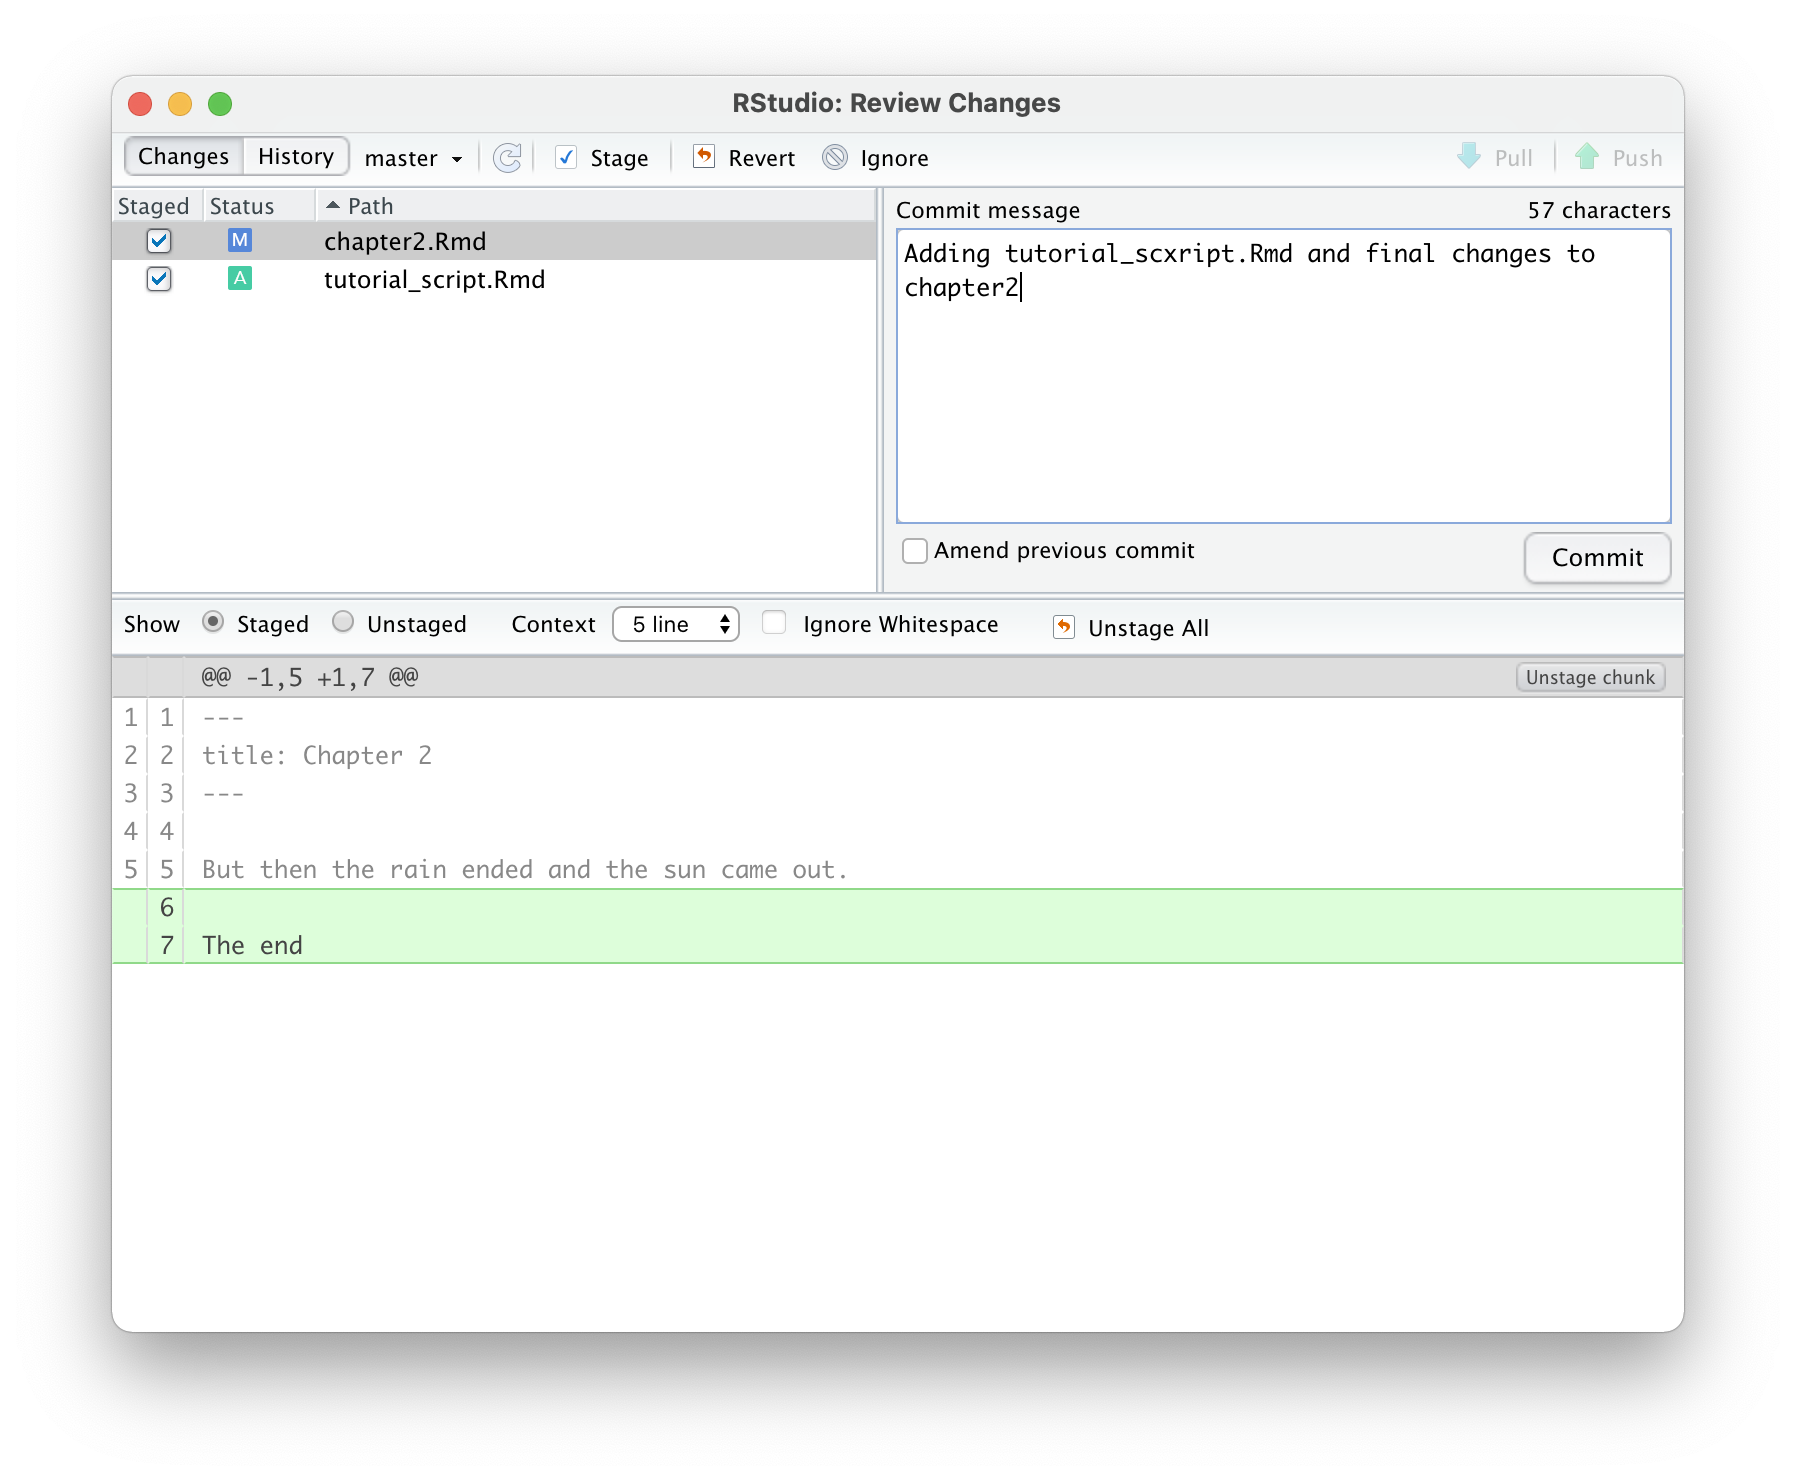 RStudio: Review Changes
Changes History master Stage Revert Ignore Pull Push
Staged Status Path
M chapter2.Rmd
A tutorial_script.Rmd
Commit message 57 characters
Adding tutorial_scxript.Rmd and final changes to
chapter2
Amend previous commit Commit
Show Staged Unstaged Context 5 line Ignore Whitespace Unstage All
@@ -1,5 +1,7 @@ Unstage chunk
1 1 ---
2 2 title: Chapter 2
3 3 ---
4 4
5 5 But then the rain ended and the sun came out.
6
7 The end